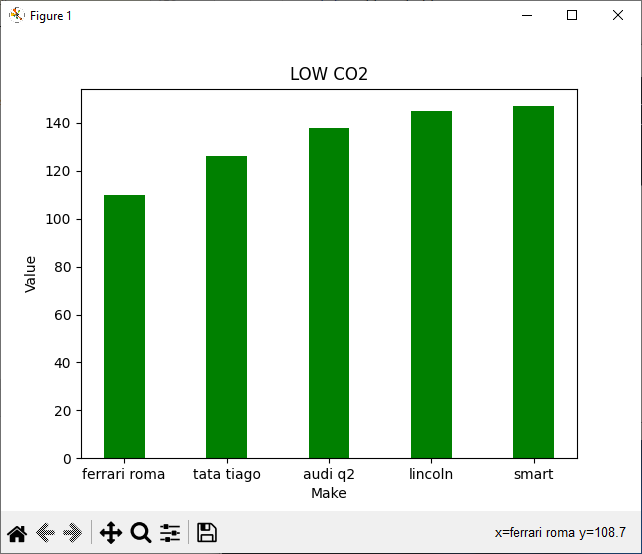 Figure 1
LOW CO2
140
120
100
80
60
40
20
0
Value
ferrari roma tata tiago audi q2 lincoln smart
Make
x=ferrari roma y=108.7